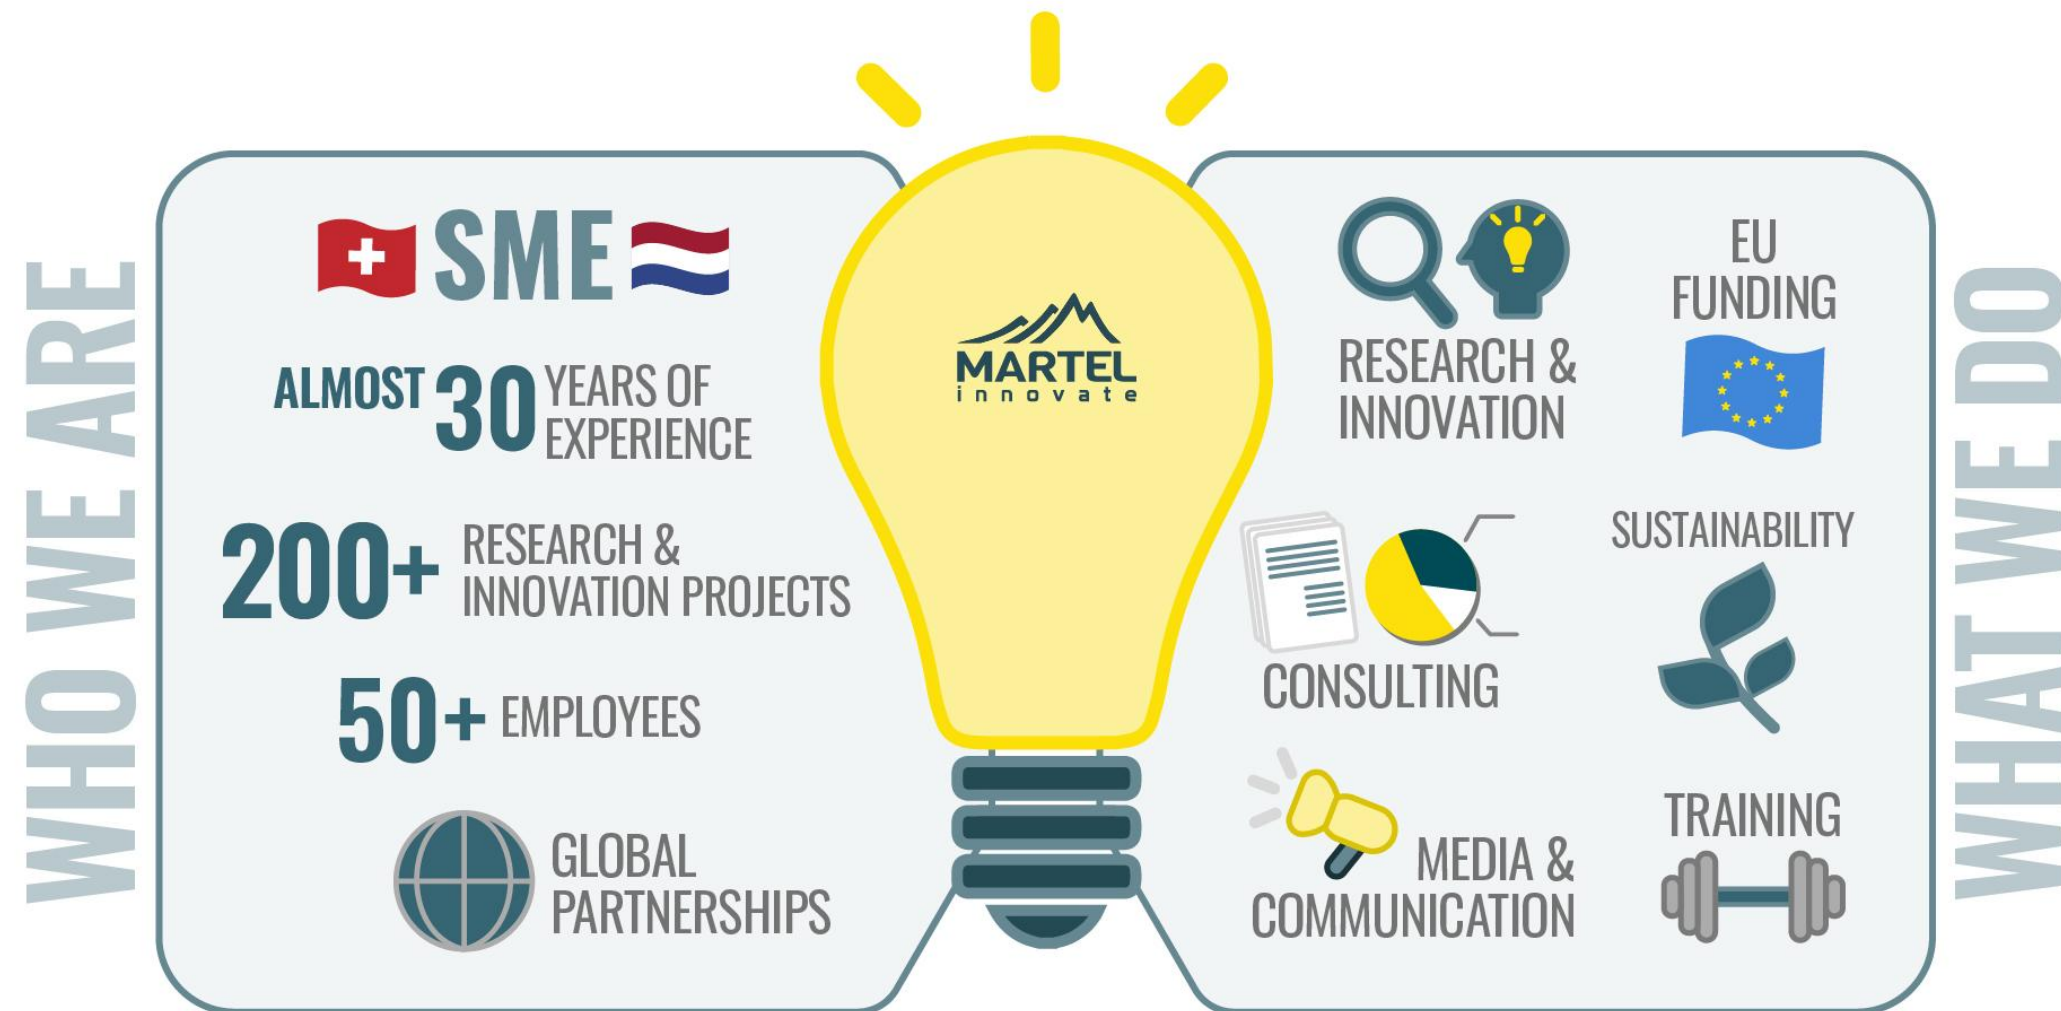 WHO WE ARE
SME
ALMOST 30 YEARS OF
EXPERIENCE
200+ RESEARCH &
INNOVATION PROJECTS
50+ EMPLOYEES
GLOBAL
PARTNERSHIPS
MARTEL
innovate
RESEARCH &
INNOVATION
EU
FUNDING
CONSULTING
SUSTAINABILITY
MEDIA &
COMMUNICATION
TRAINING
WHAT WE DO